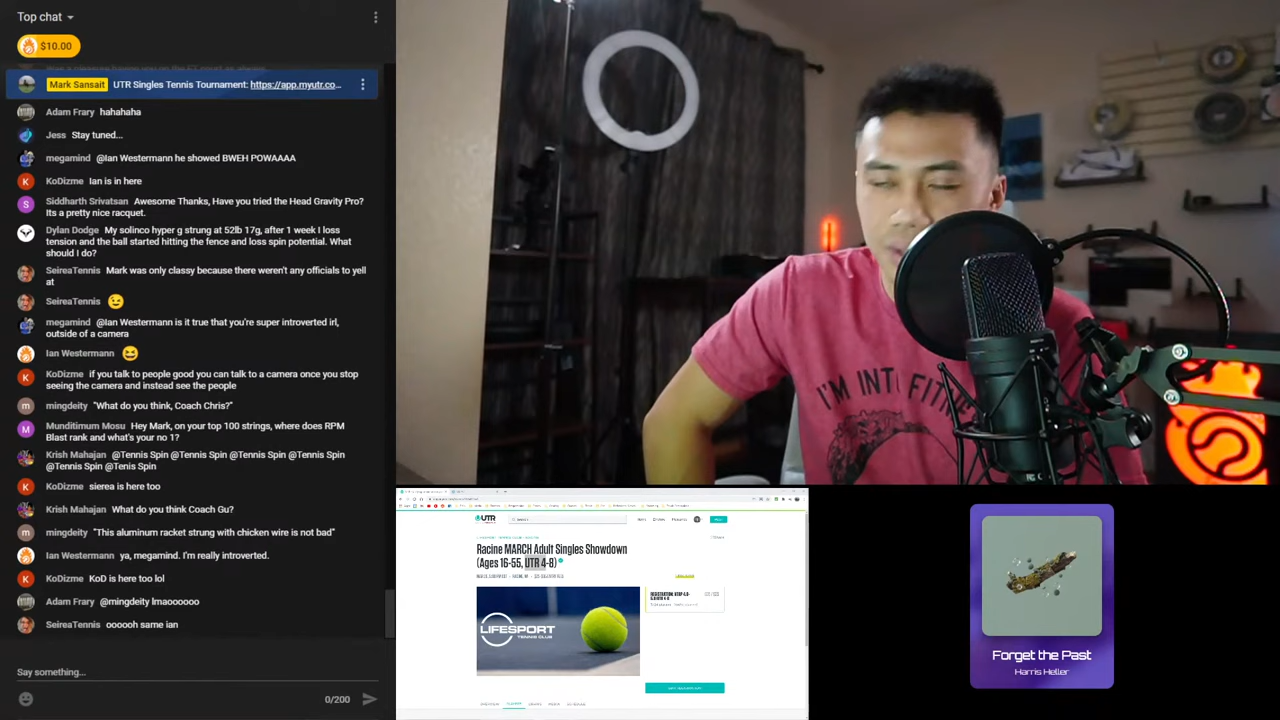 Top chat
$10.00
Mark Sansait UTR Singles Tennis Tournament: https://app.myutr.co...
Adam Frary hahahaha
Jess Stay tuned...
megamind @Ian Westermann he showed BWEH POWAAAA
KoDizme Ian is in here
Siddharth Srivatsan Awesome Thanks, Have you tried the Head Gravity Pro?
Its a pretty nice racquet.
Dylan Dodge My solinco hyper g strung at 52lb 17g, after 1 week I loss
tension and the ball started hitting the fence and loss spin potential. What
should I do?
SeireaTennis Mark was only classy because there weren't any officials to yell
at
SeireaTennis
megamind @Ian Westermann is it true that you're super introverted irl,
outside of a camera
Ian Westermann
KoDizme if you talk to people good you can talk to a camera once you stop
seeing the camera and instead see the people
mingdeity "What do you think, Coach Chris?"
Munditimum Mosu Hey Mark, on your top 100 strings, where does RPM
Blast rank and what's your no 1?
Krish Mahajan @Tennis Spin @Tennis Spin @Tennis Spin @Tennis Spin
@Tennis Spin @Tenis Spin
KoDizme sierea is here too
Krish Mahajan What do you think, Coach Chris? Gu?
mingdeity it's alumin rackets wrong when wire is not bad"
Ian Westermann ya, megamind. I'm really introverted.
KoDizme KoD is here too lol
Adam Frary @mingdeity lmaoooooo
SeireaTennis oooooh same ian
Say something...
0/200
I'M INT FITNE
UTR
Racine MARCH Adult Singles Showdown
(Ages 16-55, UTR 4-8)
LIFESPORT
TENNIS CLUB
Forget the Past
Harris Heller